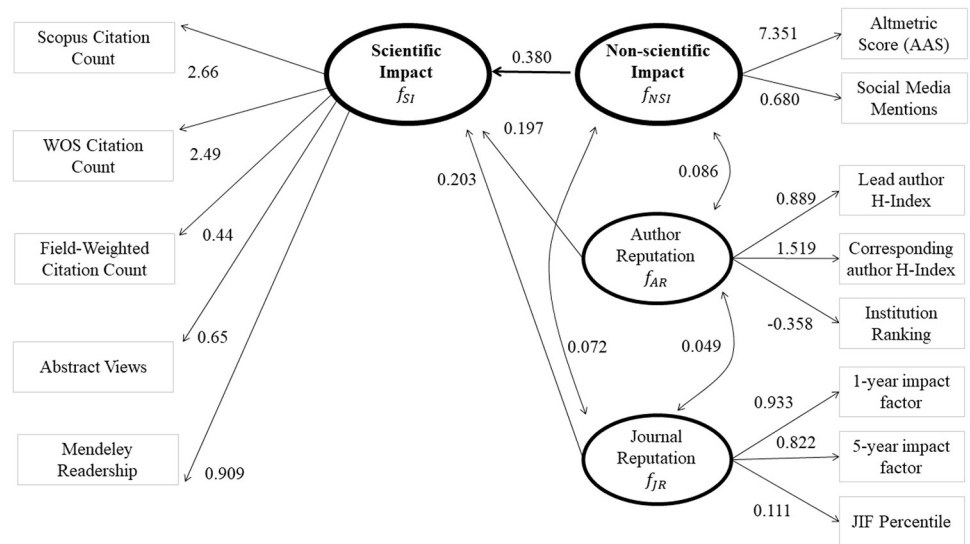 Scopus Citation
Count
2.66
WOS Citation
Count
2.49
Field-Weighted
Citation Count
0.44
Abstract Views
0.65
Mendeley
Readership
0.909
Scientific
Impact
fSI
0.380
0.197
0.203
Non-scientific
Impact
fNSI
7.351
Altmetric
Score (AAS)
0.680
Social Media
Mentions
0.086
Author
Reputation
fAR
0.889
Lead author
H-Index
1.519
Corresponding
author H-Index
-0.358
Institution
Ranking
0.072
0.049
Journal
Reputation
fJR
0.933
1-year impact
factor
0.822
5-year impact
factor
0.111
JIF Percentile